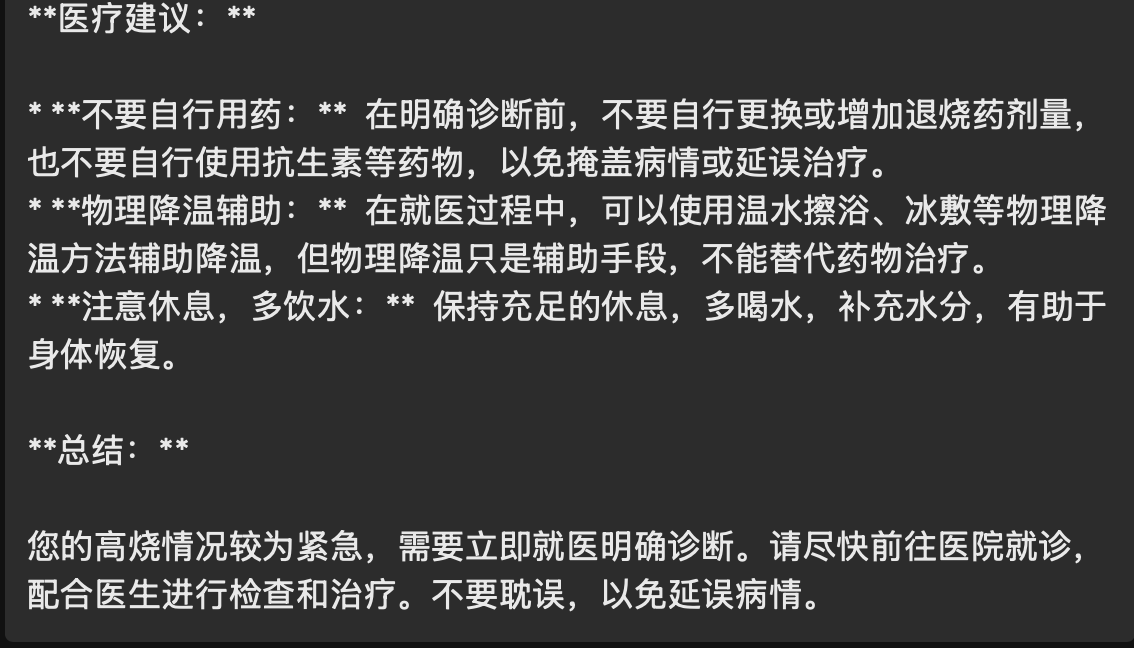 **医疗建议：**
* **不要自行用药：** 在明确诊断前，不要自行更换或增加退烧药剂量，
也不要自行使用抗生素等药物，以免掩盖病情或延误治疗。
* **物理降温辅助：** 在就医过程中，可以使用温水擦浴、冰敷等物理降
温方法辅助降温，但物理降温只是辅助手段，不能替代药物治疗。
* **注意休息，多饮水：** 保持充足的休息，多喝水，补充水分，有助于
身体恢复。
**总结：**
您的高烧情况较为紧急，需要立即就医明确诊断。请尽快前往医院就诊，
配合医生进行检查和治疗。不要耽误，以免延误病情。